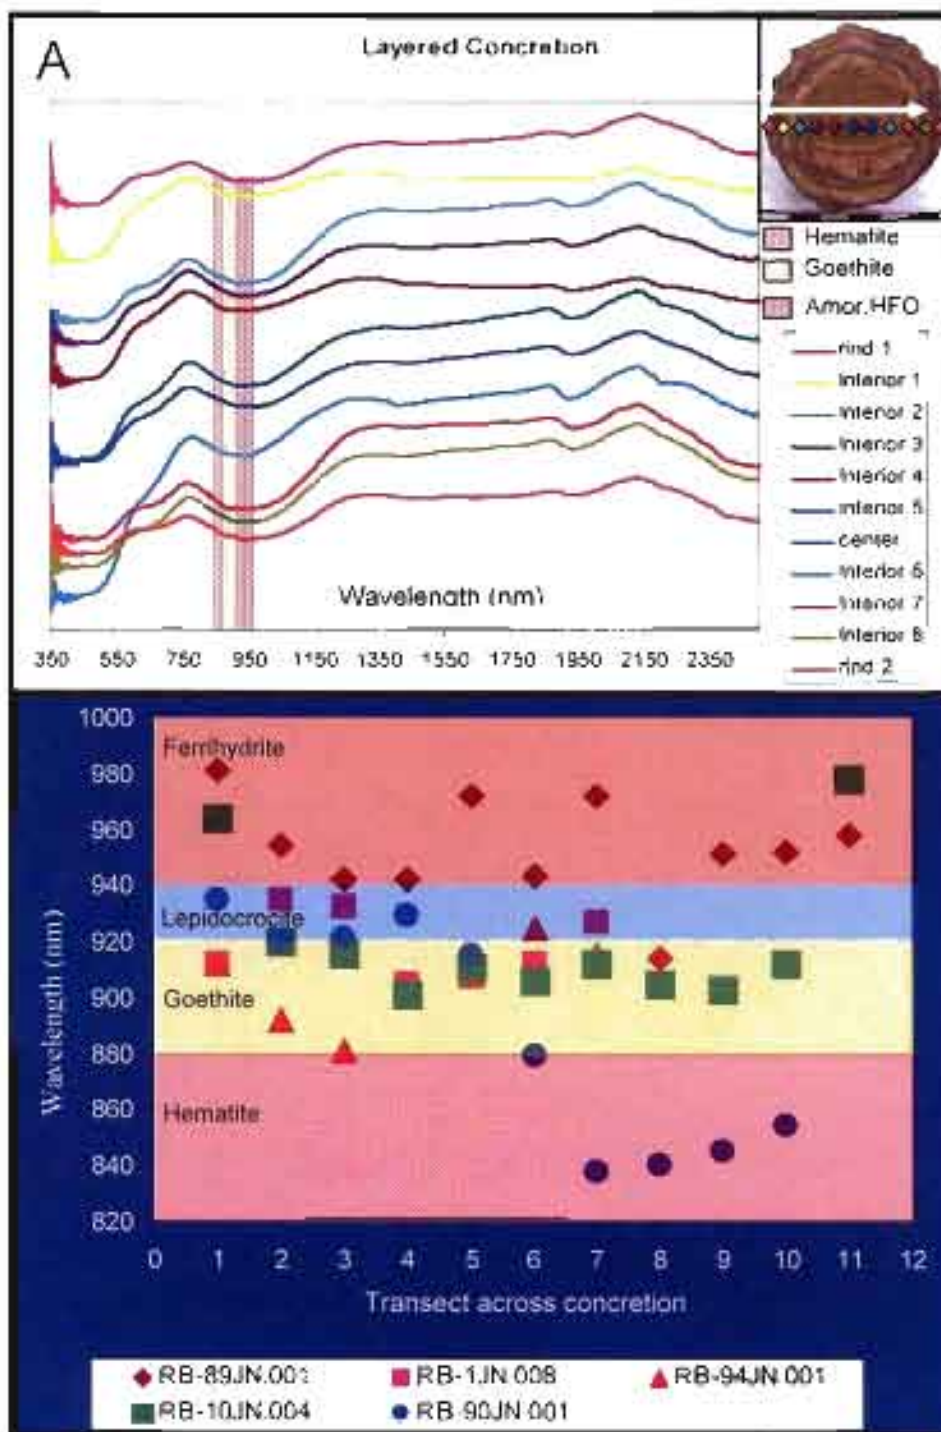 A
Layered Concretion
Hematite
Goethite
Amor.HFO
rind 1
Interior 1
Interior 2
Interior 3
Interior 4
Interior 5
center
Interior 6
Interior 7
Interior 8
rind 2
Wavelength (nm)
350 550 750 950 1150 1350 1550 1750 1950 2150 2350
1000
980
960
940
920
900
880
860
840
820
Wavelength (nm)
Ferrihydrite
Lepidocrocite
Goethite
Hematite
0 1 2 3 4 5 6 7 8 9 10 11 12
Transect across concretion
RB-89JN.001 RB-1JN.008 RB-94JN.001
RB-10JN.004 RB-90JN.001